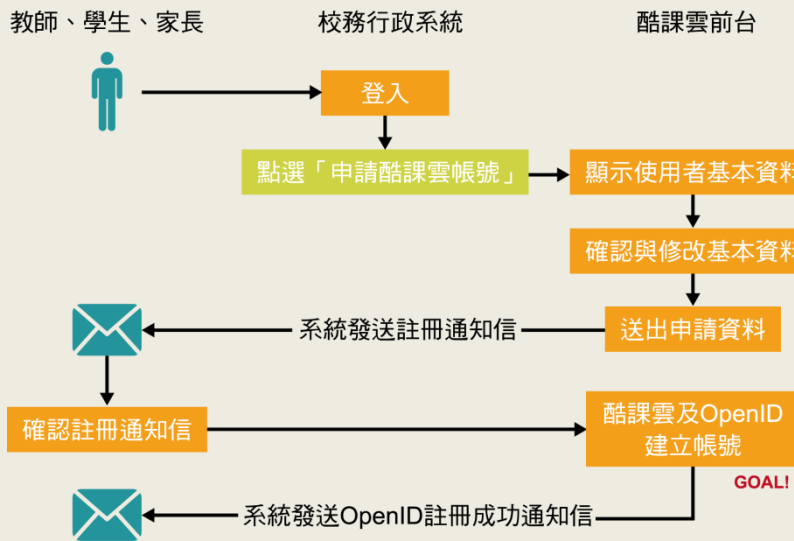 教師、學生、家長
校務行政系統
酷課雲前台
登入
點選「申請酷課雲帳號」
顯示使用者基本資料
確認與修改基本資料
系統發送註冊通知信
送出申請資料
確認註冊通知信
酷課雲及OpenID
建立帳號
GOAL!
系統發送OpenID註冊成功通知信